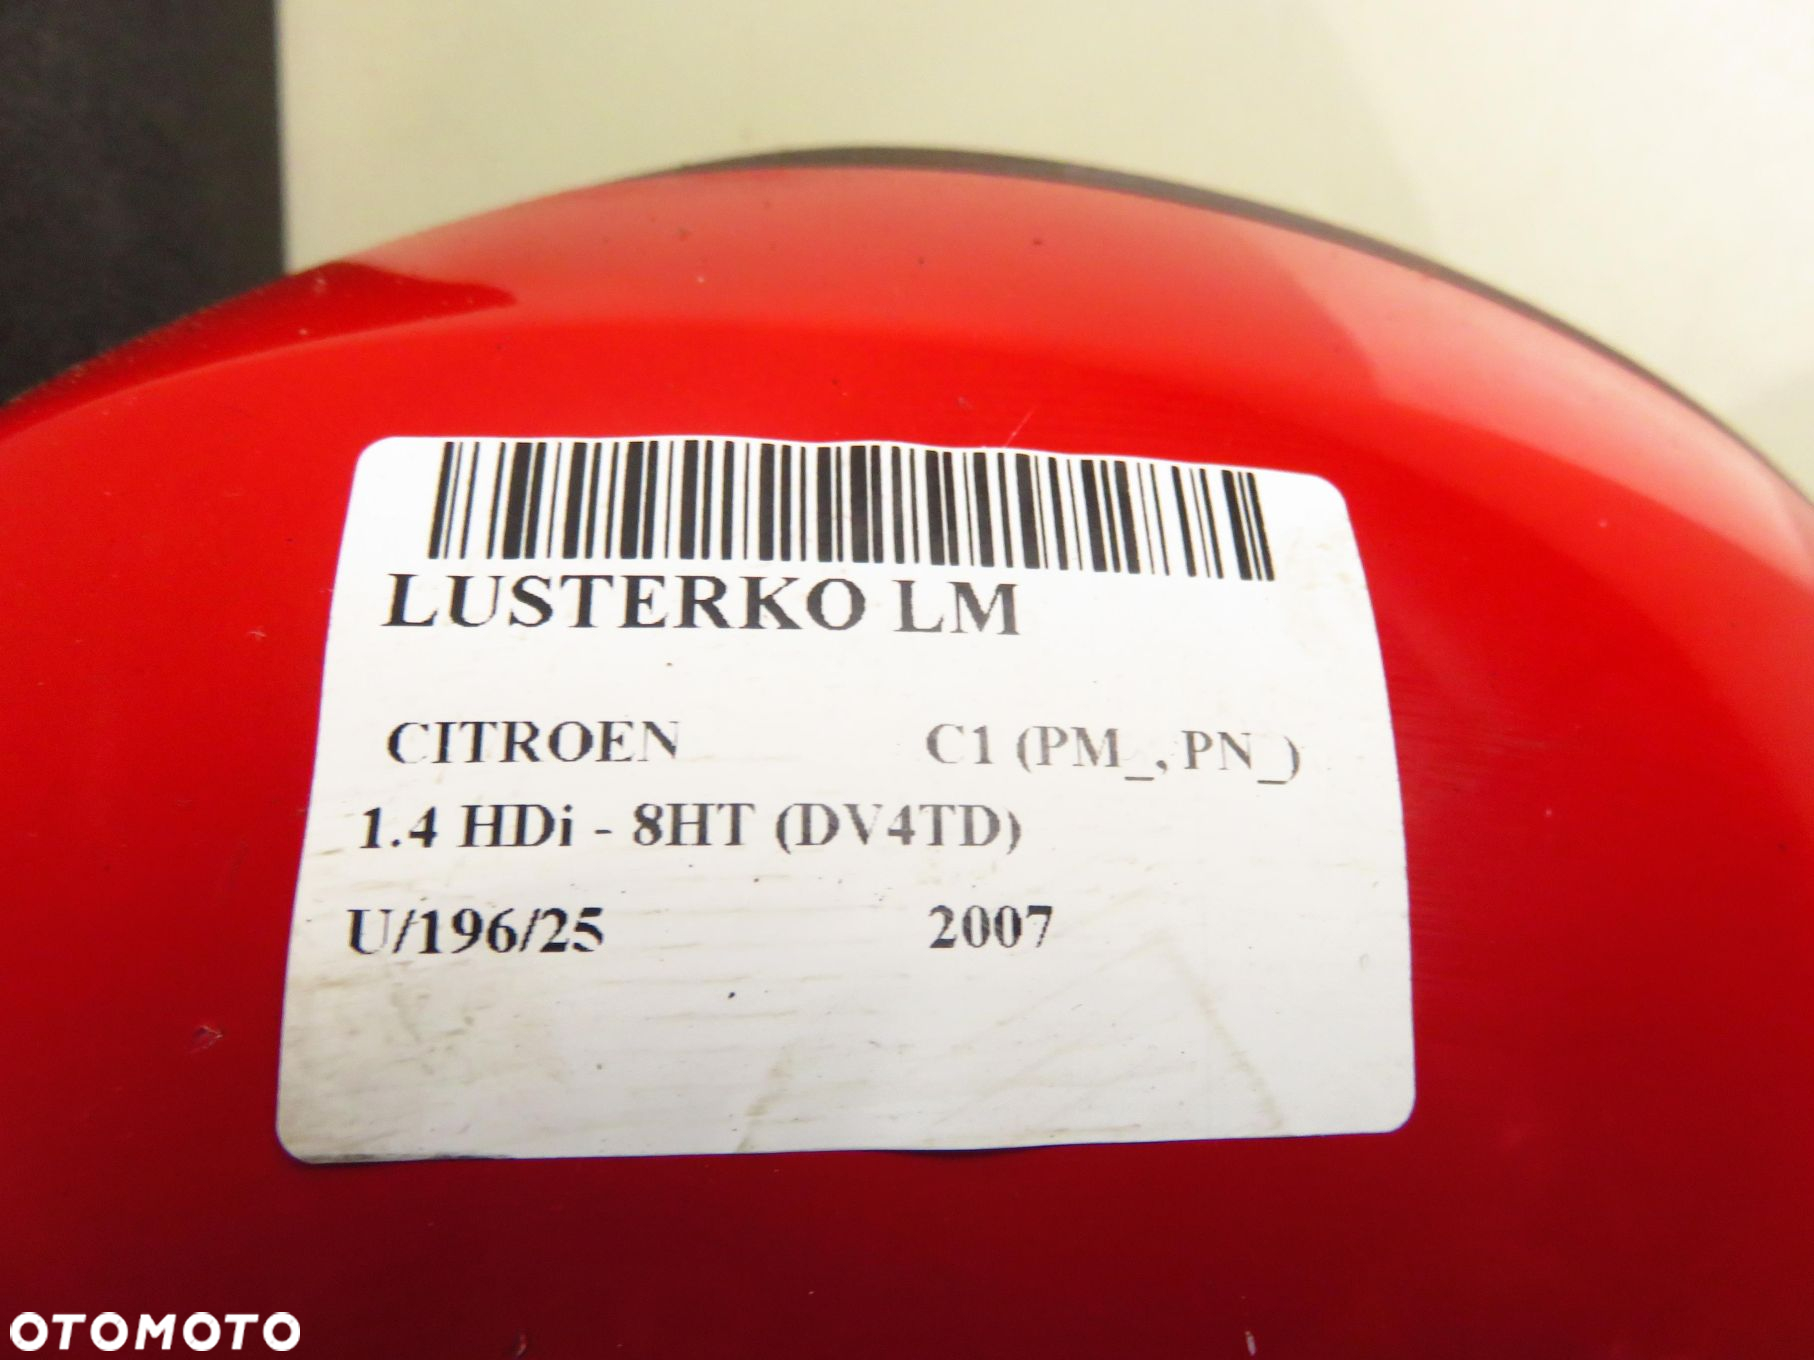 LUSTERKO LM
CITROEN C1 (PM_, PN_)
1.4 HDi - 8HT (DV4TD)
U/196/25 2007
OTOMOTO